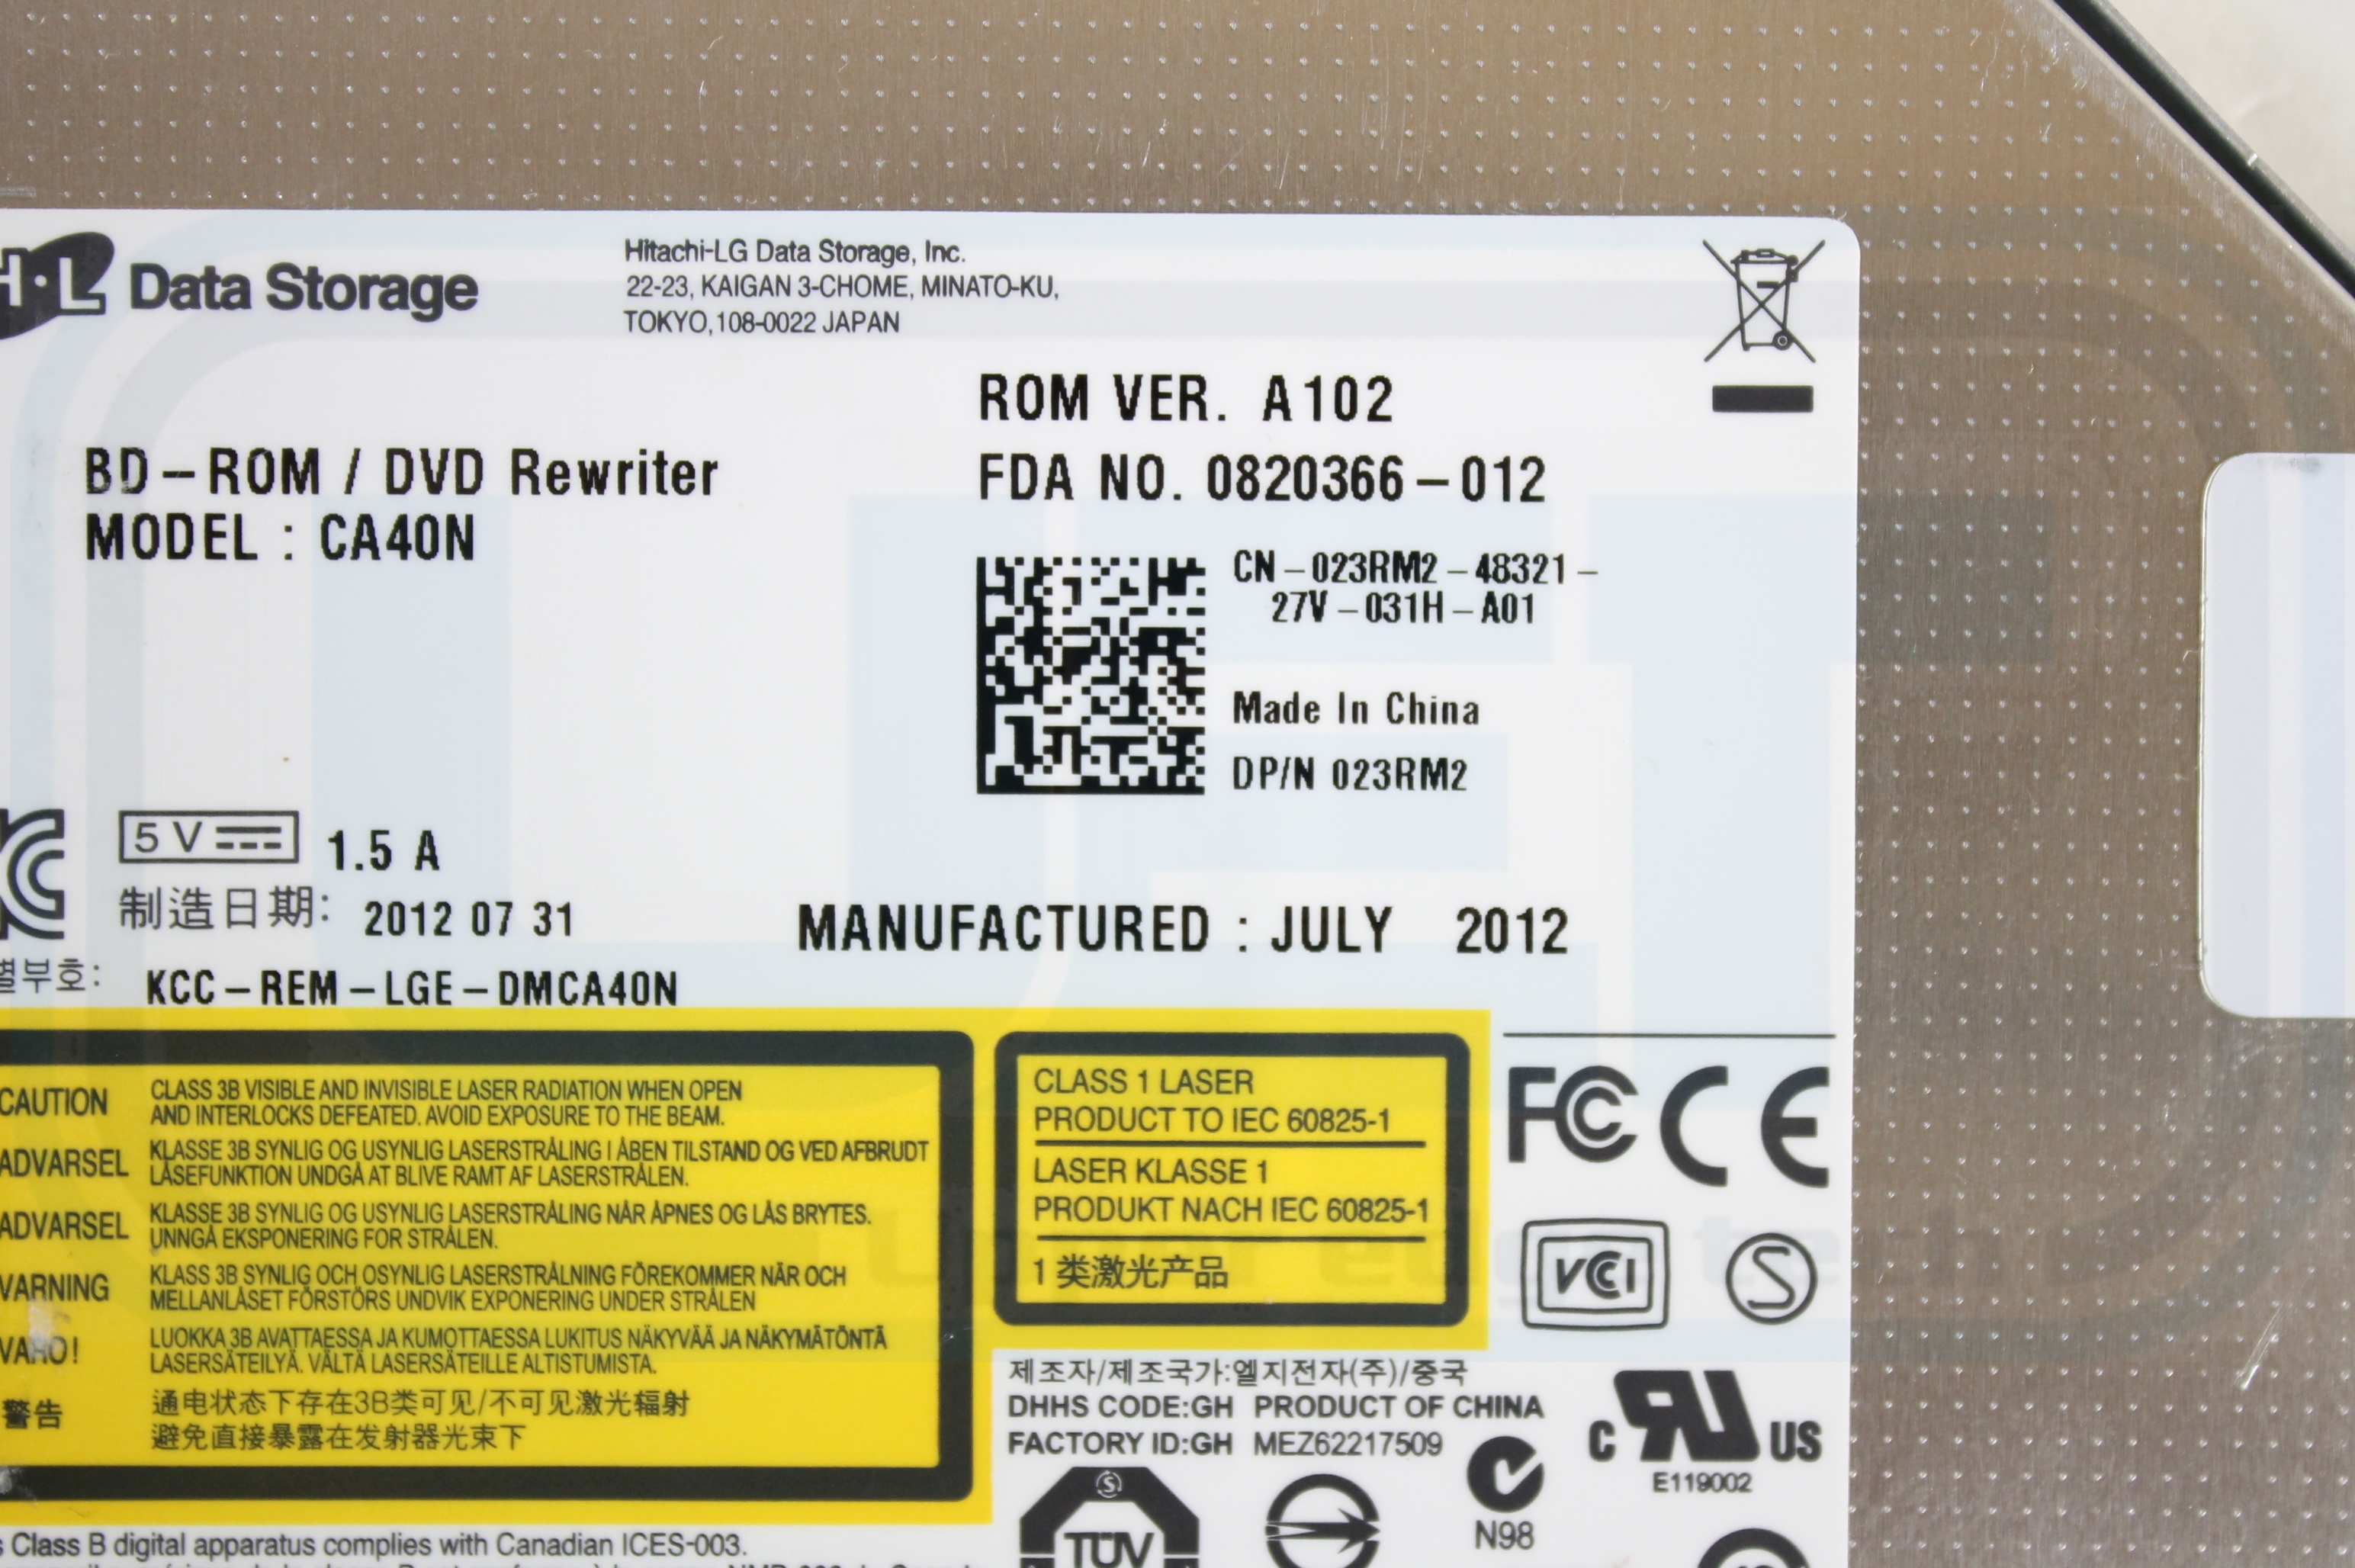 H·L Data Storage
Hitachi-LG Data Storage, Inc.
22-23, KAIGAN 3-CHOME, MINATO-KU,
TOKYO,108-0022 JAPAN
ROM VER. A102
FDA NO. 0820366-012
BD-ROM / DVD Rewriter
MODEL : CA40N
CN-023RM2-48321-
27V-031H-A01
Made In China
DP/N 023RM2
5 V 1.5 A
制造日期: 2012 07 31
MANUFACTURED : JULY 2012
별부호: KCC-REM-LGE-DMCA40N
CAUTION CLASS 3B VISIBLE AND INVISIBLE LASER RADIATION WHEN OPEN
AND INTERLOCKS DEFEATED. AVOID EXPOSURE TO THE BEAM.
ADVARSEL KLASSE 3B SYNLIG OG USYNLIG LASERSTRÅLING I ÅBEN TILSTAND OG VED AFBRUDT
LÅSEFUNKTION UNDGÅ AT BLIVE RAMT AF LASERSTRÅLEN.
ADVARSEL KLASSE 3B SYNLIG OG USYNLIG LASERSTRÅLING NÅR ÅPNES OG LÅS BRYTES.
UNNGÅ EKSPONERING FOR STRÅLEN.
VARNING KLASS 3B SYNLIG OCH OSYNLIG LASERSTRÅLNING FÖREKOMMER NÄR OCH
MELLANLÅSET FÖRSTÖRS UNDVIK EXPONERING UNDER STRÅLEN
VARO! LUOKKA 3B AVATTAESSA JA KUMOTTAESSA LUKITUS NÄKYVÄÄ JA NÄKYMÄTÖNTÄ
LASERSÄTEILYÄ. VÄLTÄ LASERSÄTEILLE ALTISTUMISTA.
警告 通电状态下存在3B类可见/不可见激光辐射
避免直接暴露在发射器光束下
CLASS 1 LASER
PRODUCT TO IEC 60825-1
LASER KLASSE 1
PRODUKT NACH IEC 60825-1
1 类激光产品
FC CE
VCCI S
제조자/제조국가:엘지전자(주)/중국
DHHS CODE:GH PRODUCT OF CHINA
FACTORY ID:GH MEZ62217509
C US
E119002
N98
TÜV
Class B digital apparatus complies with Canadian ICES-003.